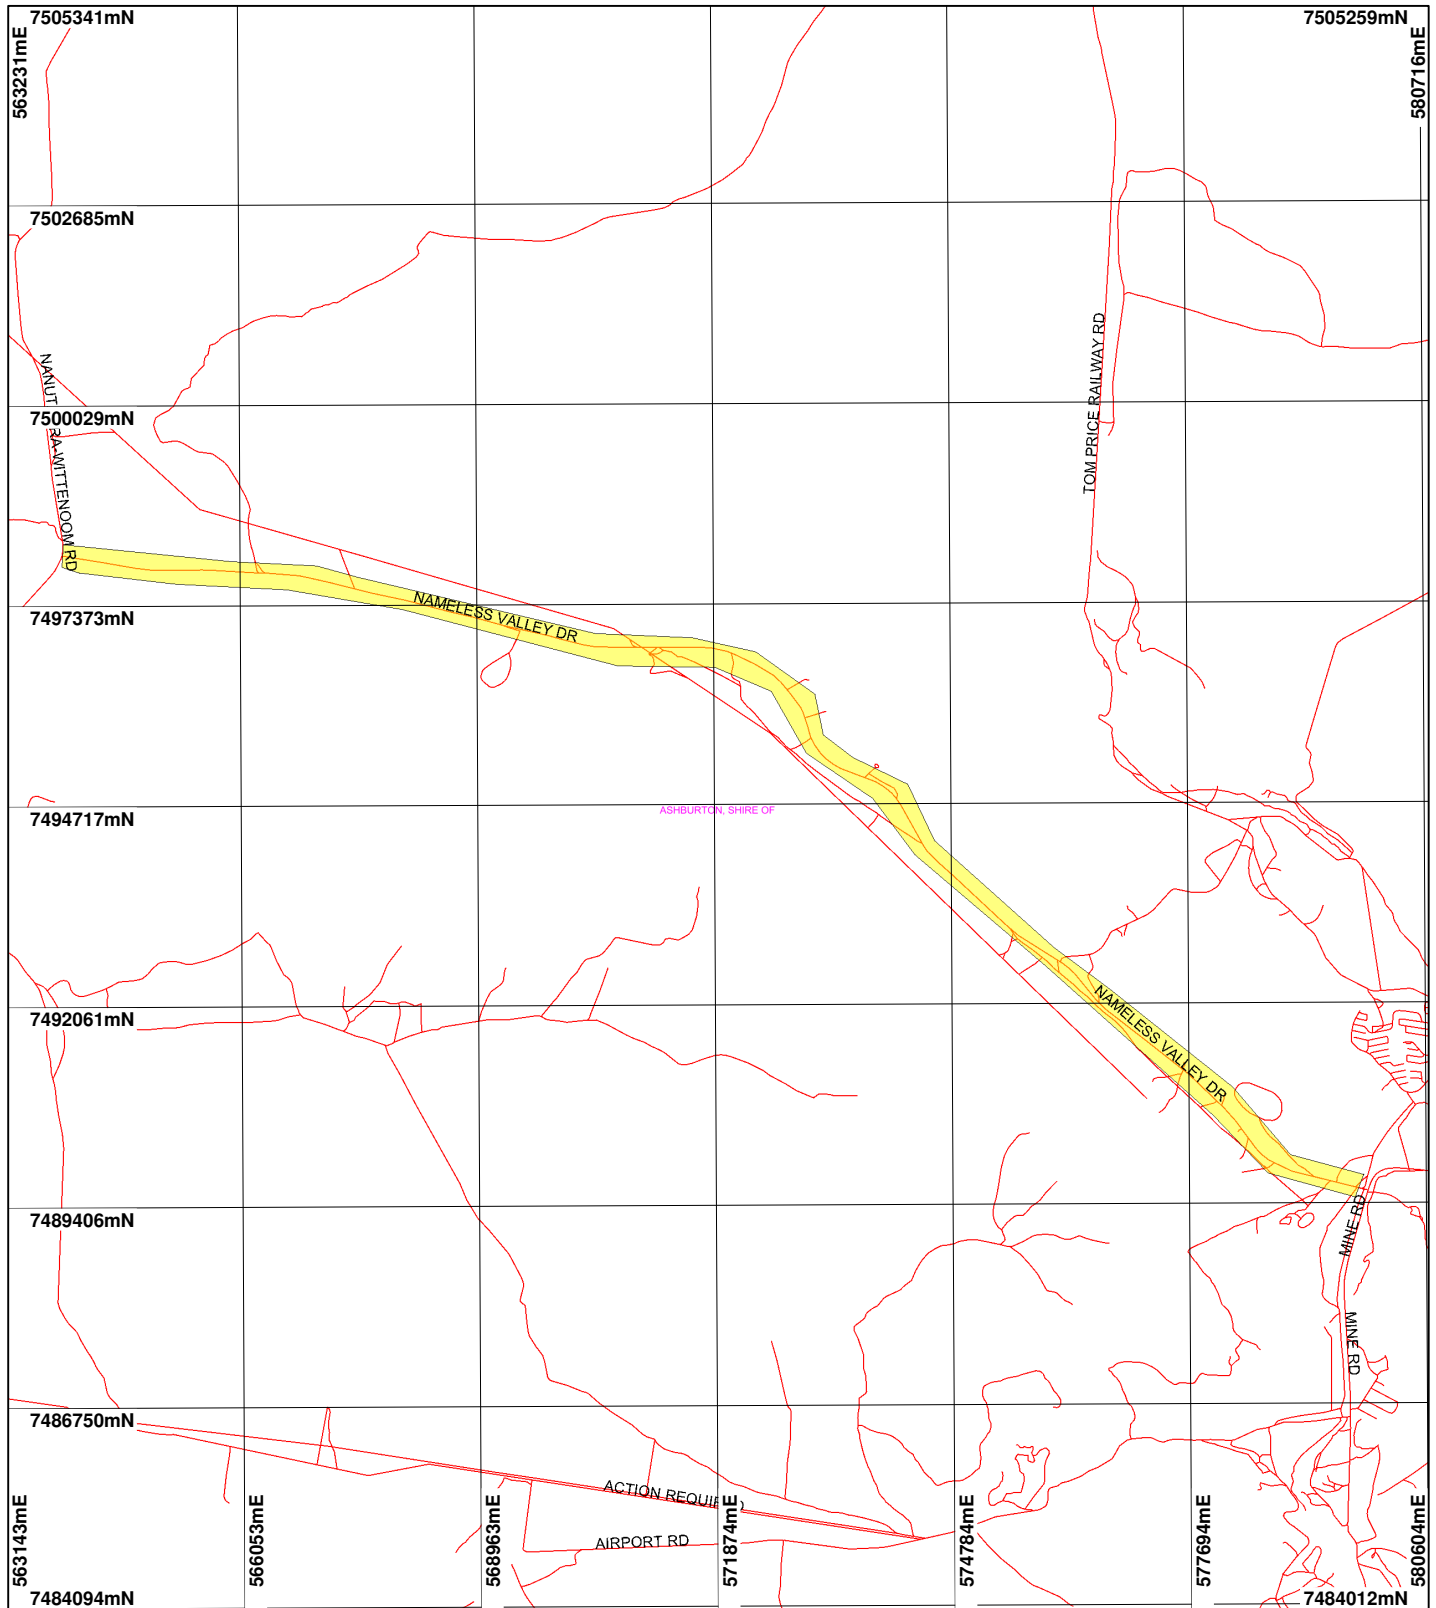 7505341mN
7505259mN
563231mE
580716mE
7502685mN
TOM PRICE RAILWAY RD
7500029mN
RA-WITTENOOM RD
7497373mN
NAMELESS VALLEY DR
7494717mN
ASHBURTON, SHIRE OF
7492061mN
NAMELESS VALLEY DR
7489406mN
MINE RD
MINE RD
7486750mN
ACTION
AIRPORT RD
563143mE
566053mE
568963mE
571874mE
574784mE
577694mE
580604mE
7484094mN
7484012mN